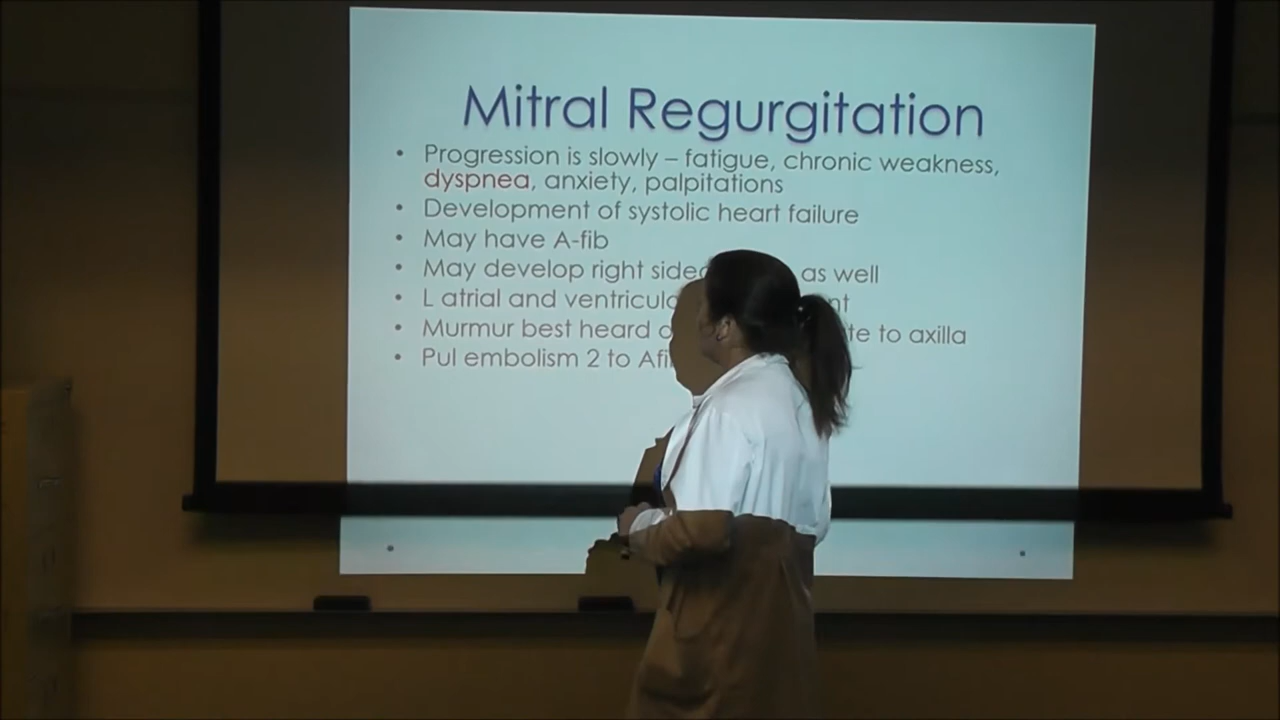 Mitral Regurgitation
• Progression is slowly – fatigue, chronic weakness,
dyspnea, anxiety, palpitations
• Development of systolic heart failure
• May have A-fib
• May develop right sided as well
• L atrial and
• Murmur best heard to axilla
• Pul embolism 2 to